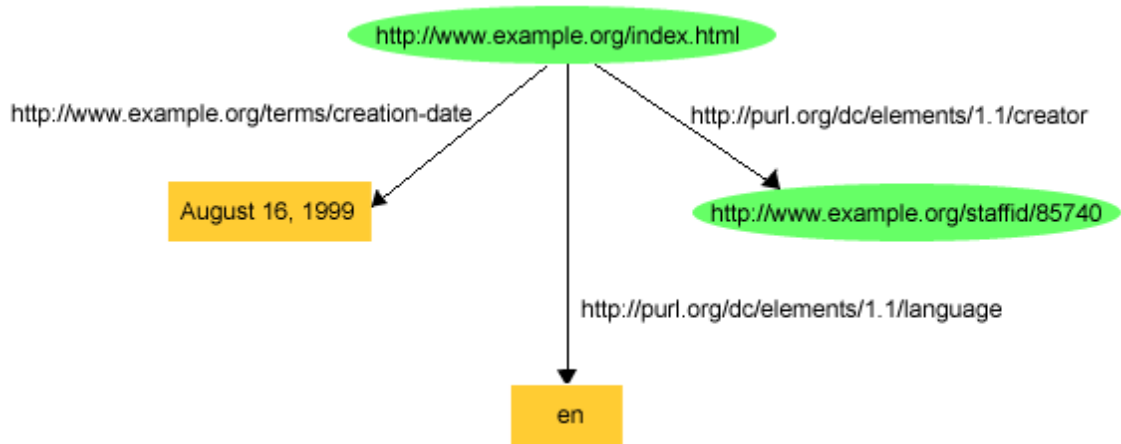 http://www.example.org/index.html
http://www.example.org/terms/creation-date
http://purl.org/dc/elements/1.1/creator
August 16, 1999
http://www.example.org/staffid/85740
http://purl.org/dc/elements/1.1/language
en